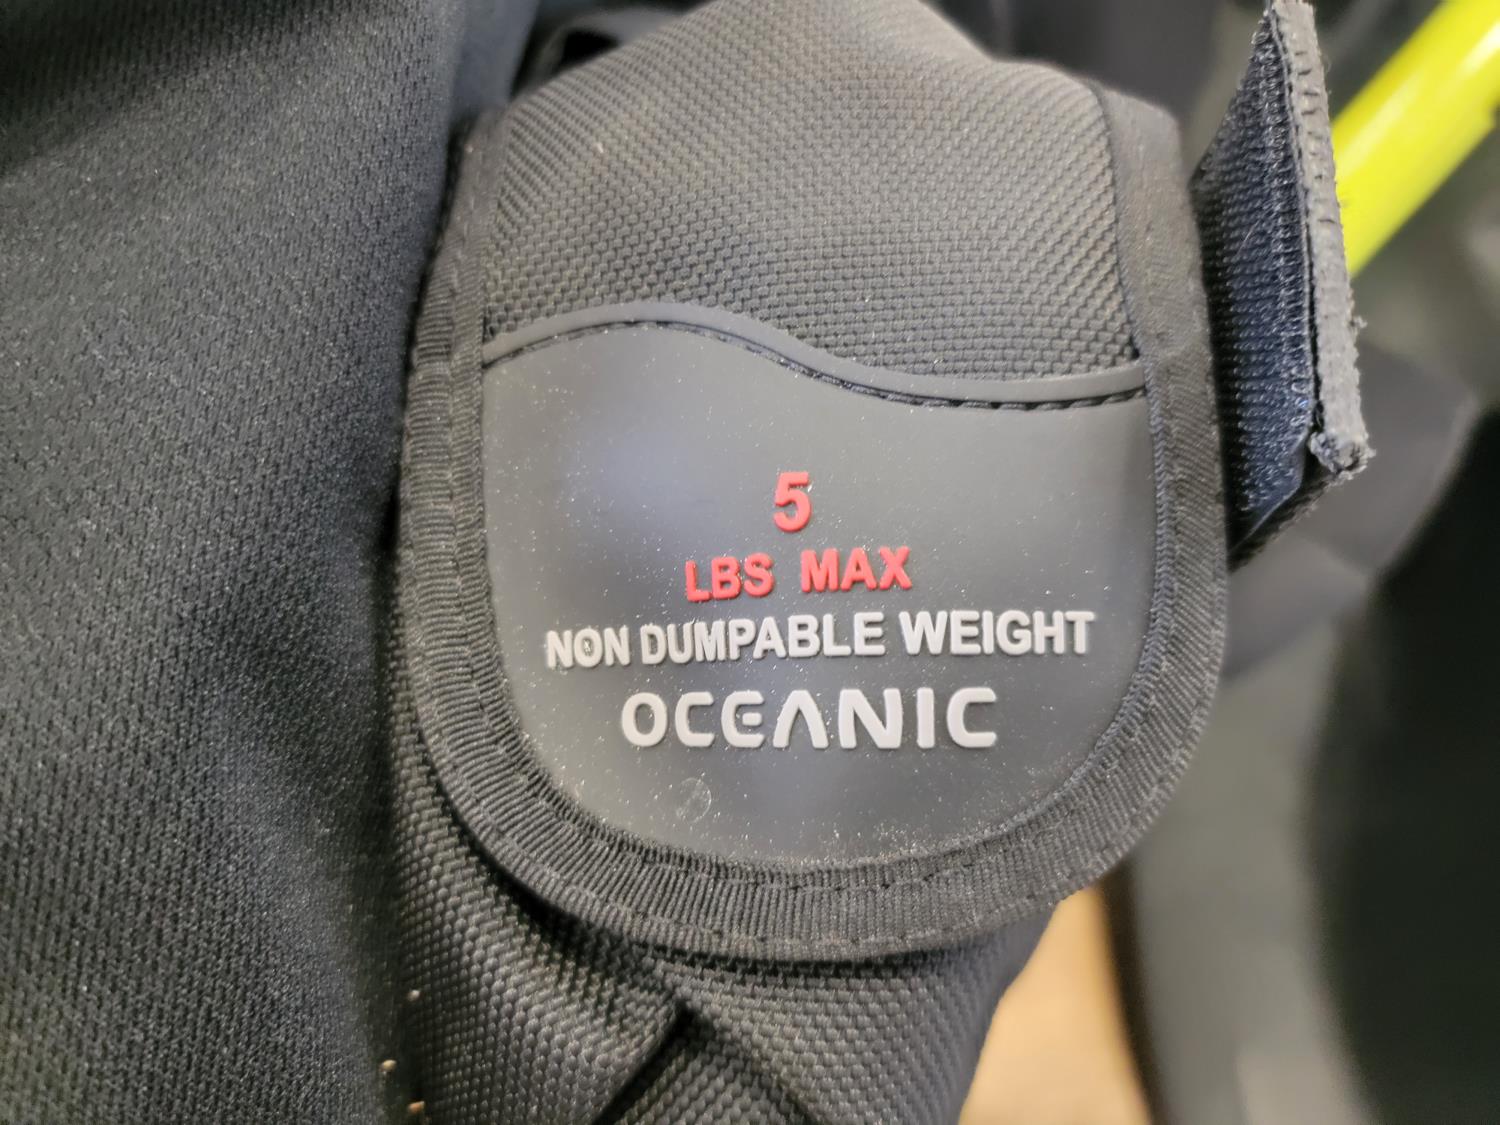 5
LBS MAX
NON DUMPABLE WEIGHT
OCEANIC